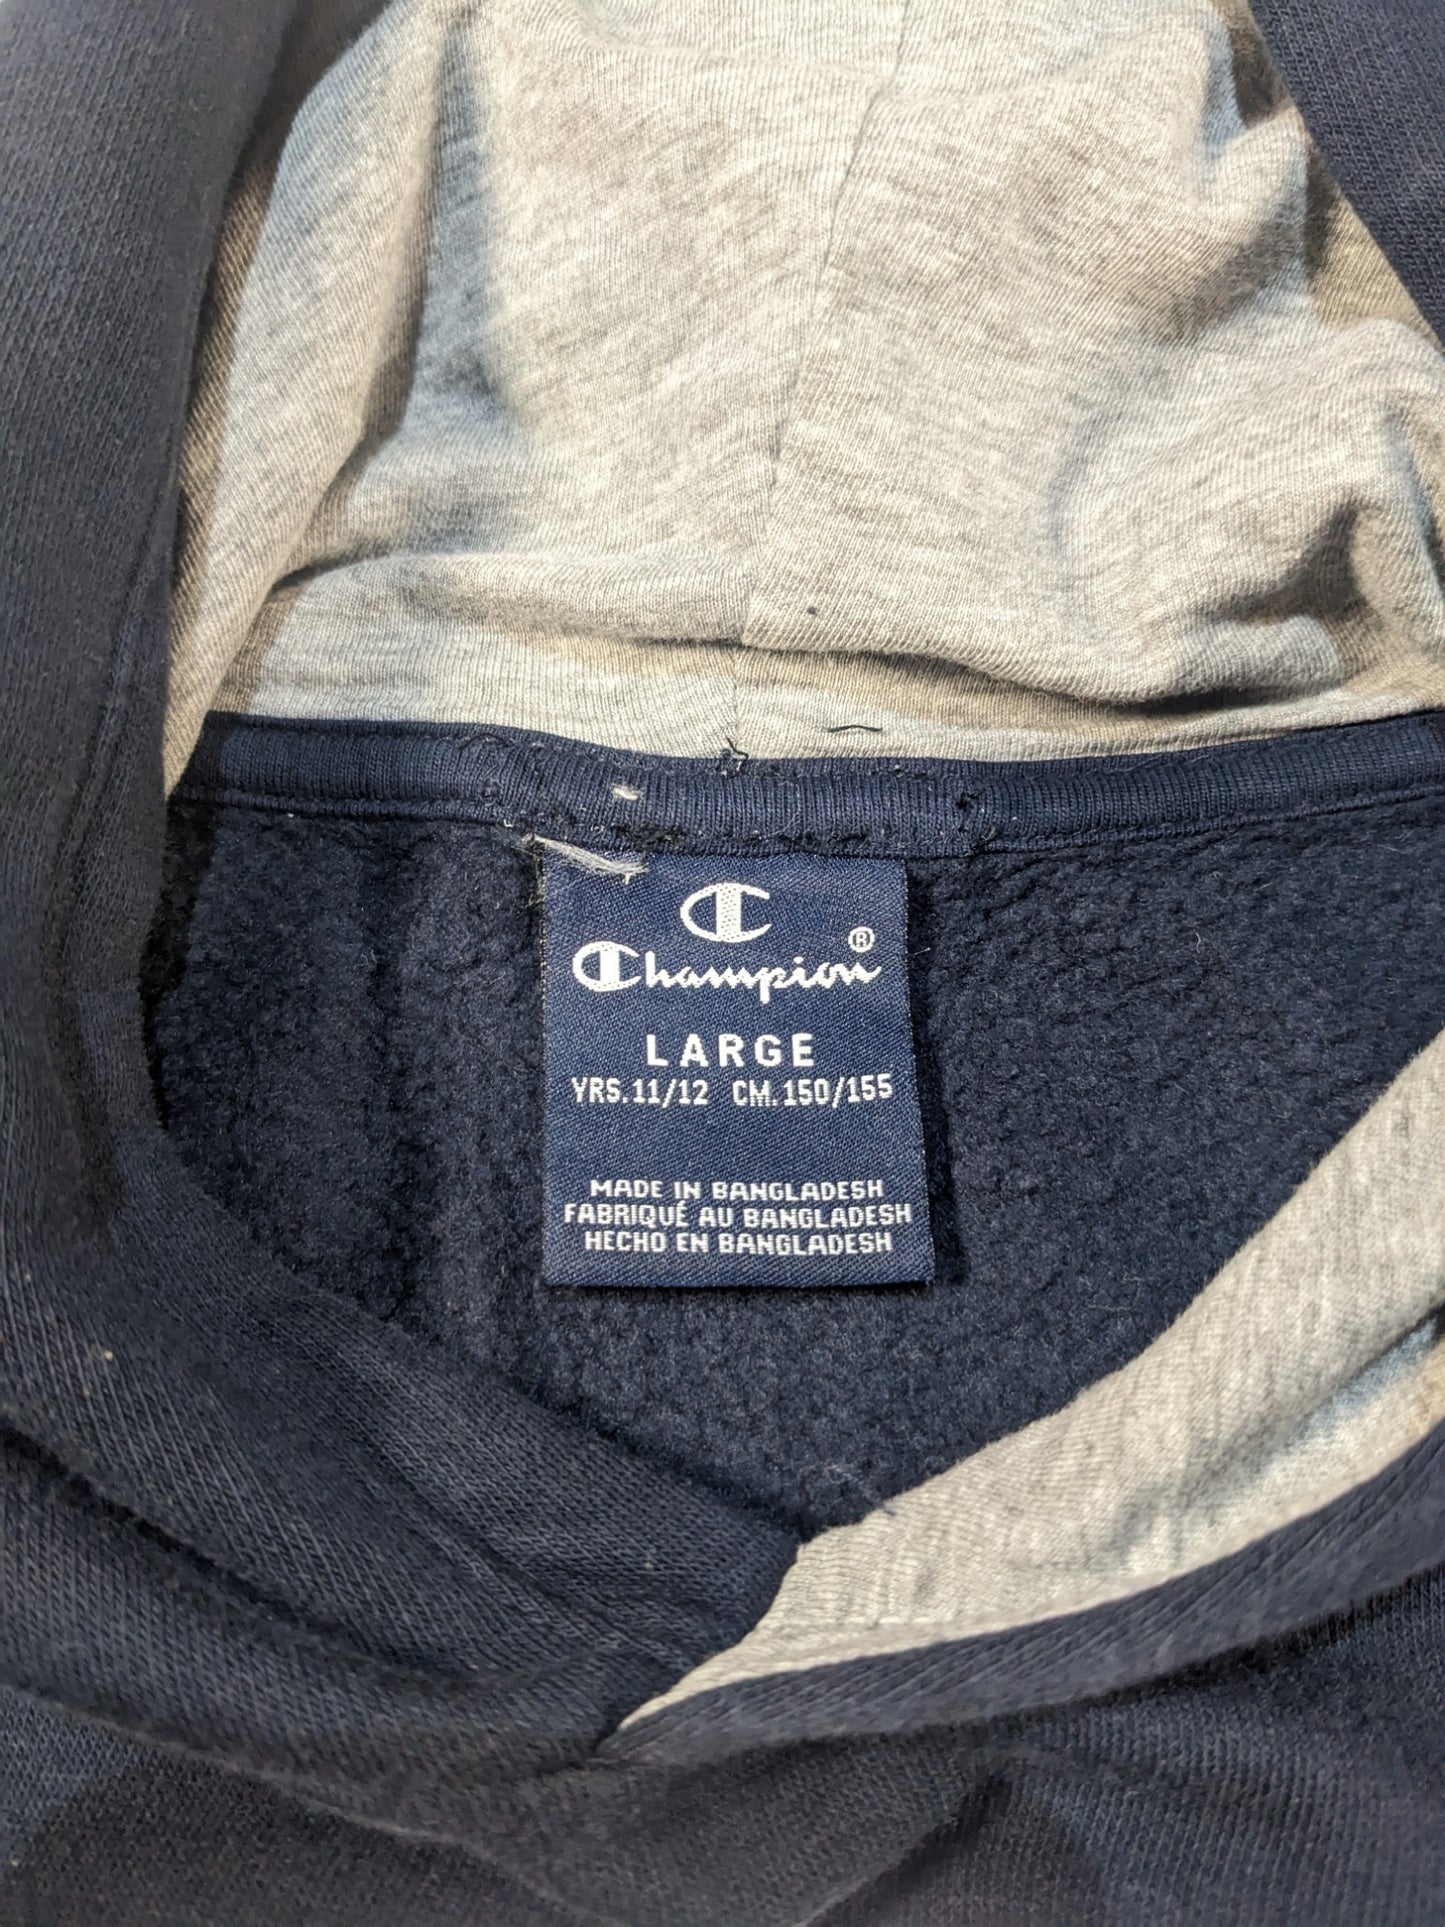 Champion®
LARGE
YRS.11/12 CM.150/155
MADE IN BANGLADESH
FABRIQUÉ AU BANGLADESH
HECHO EN BANGLADESH